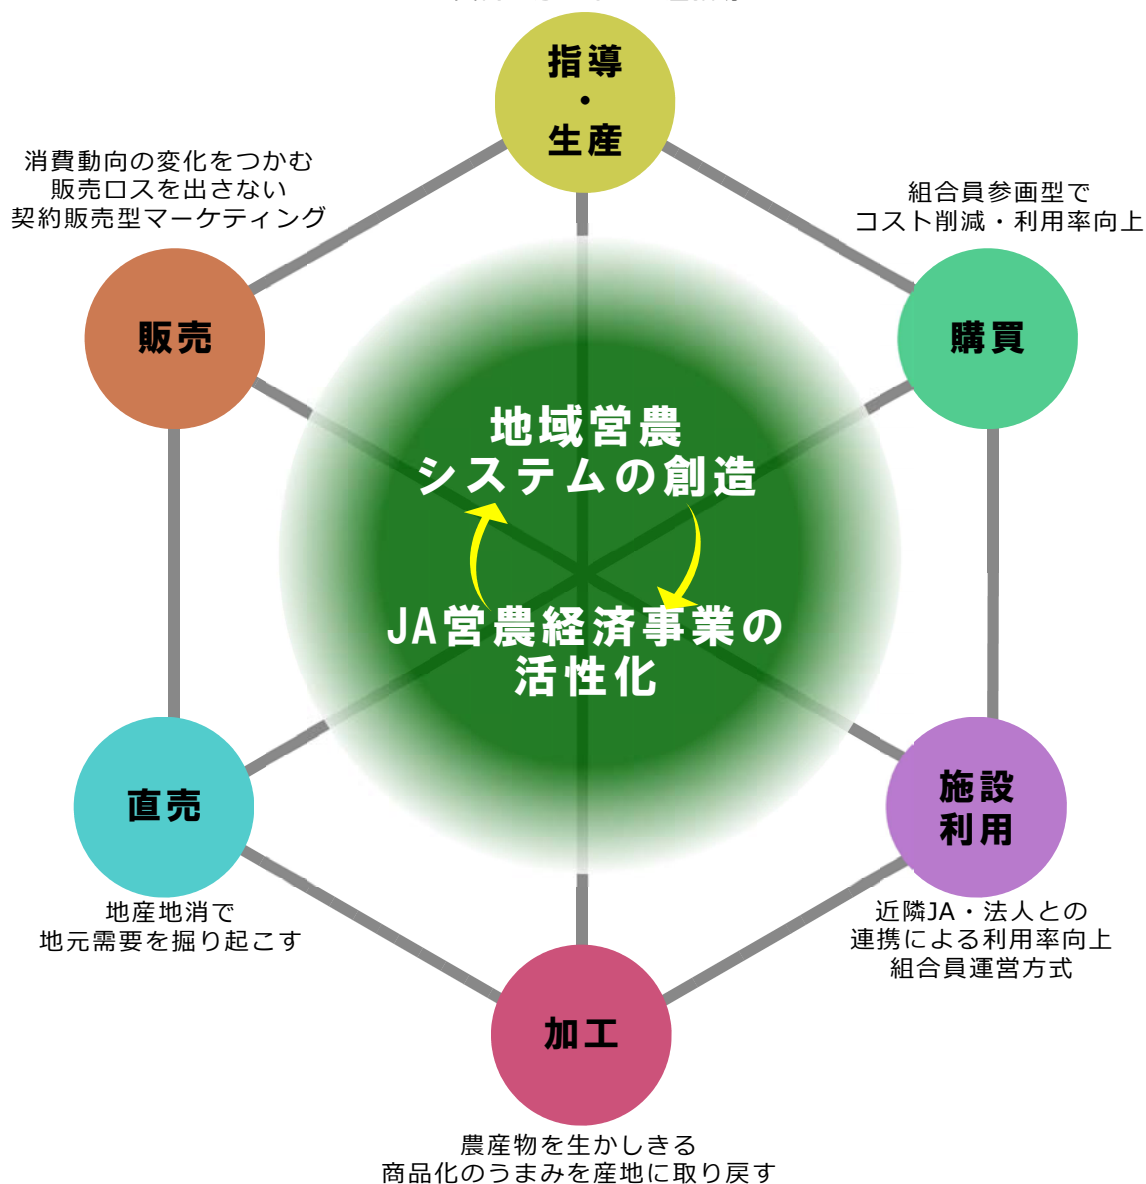 指導
・
生産
消費動向の変化をつかむ
販売ロスを出さない
契約販売型マーケティング
組合員参画型で
コスト削減・利用率向上
販売
購買
地域営農
システムの創造
JA営農経済事業の
活性化
直売
施設
利用
地産地消で
地元需要を掘り起こす
近隣JA・法人との
連携による利用率向上
組合員運営方式
加工
農産物を生かしきる
商品化のうまみを産地に取り戻す